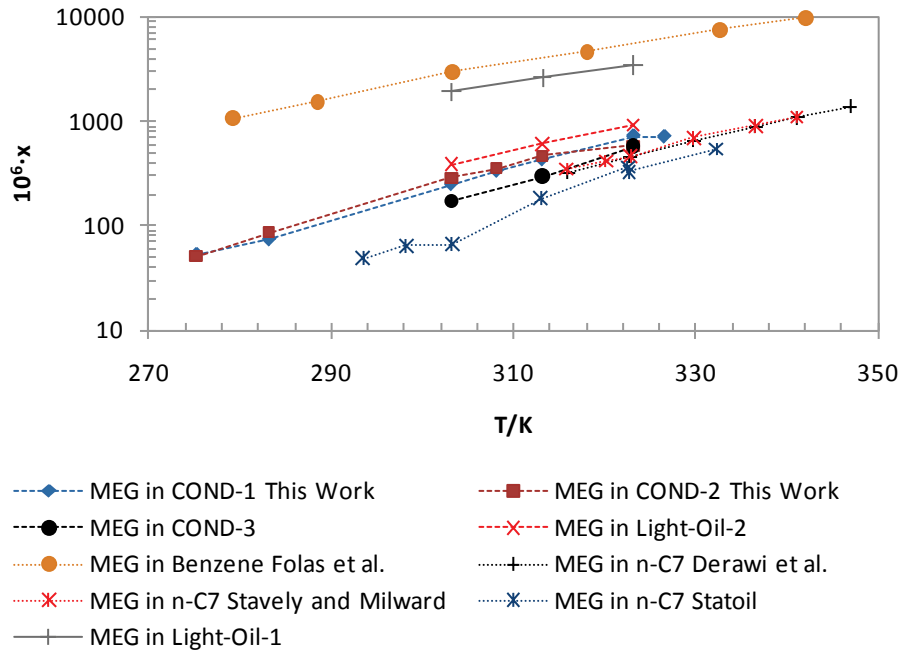 10000
1000
100
10
10⁶·x
270
290
310
330
350
T/K
MEG in COND-1 This Work
MEG in COND-2 This Work
MEG in COND-3
MEG in Light-Oil-2
MEG in Benzene Folas et al.
MEG in n-C7 Derawi et al.
MEG in n-C7 Stavely and Milward
MEG in n-C7 Statoil
MEG in Light-Oil-1